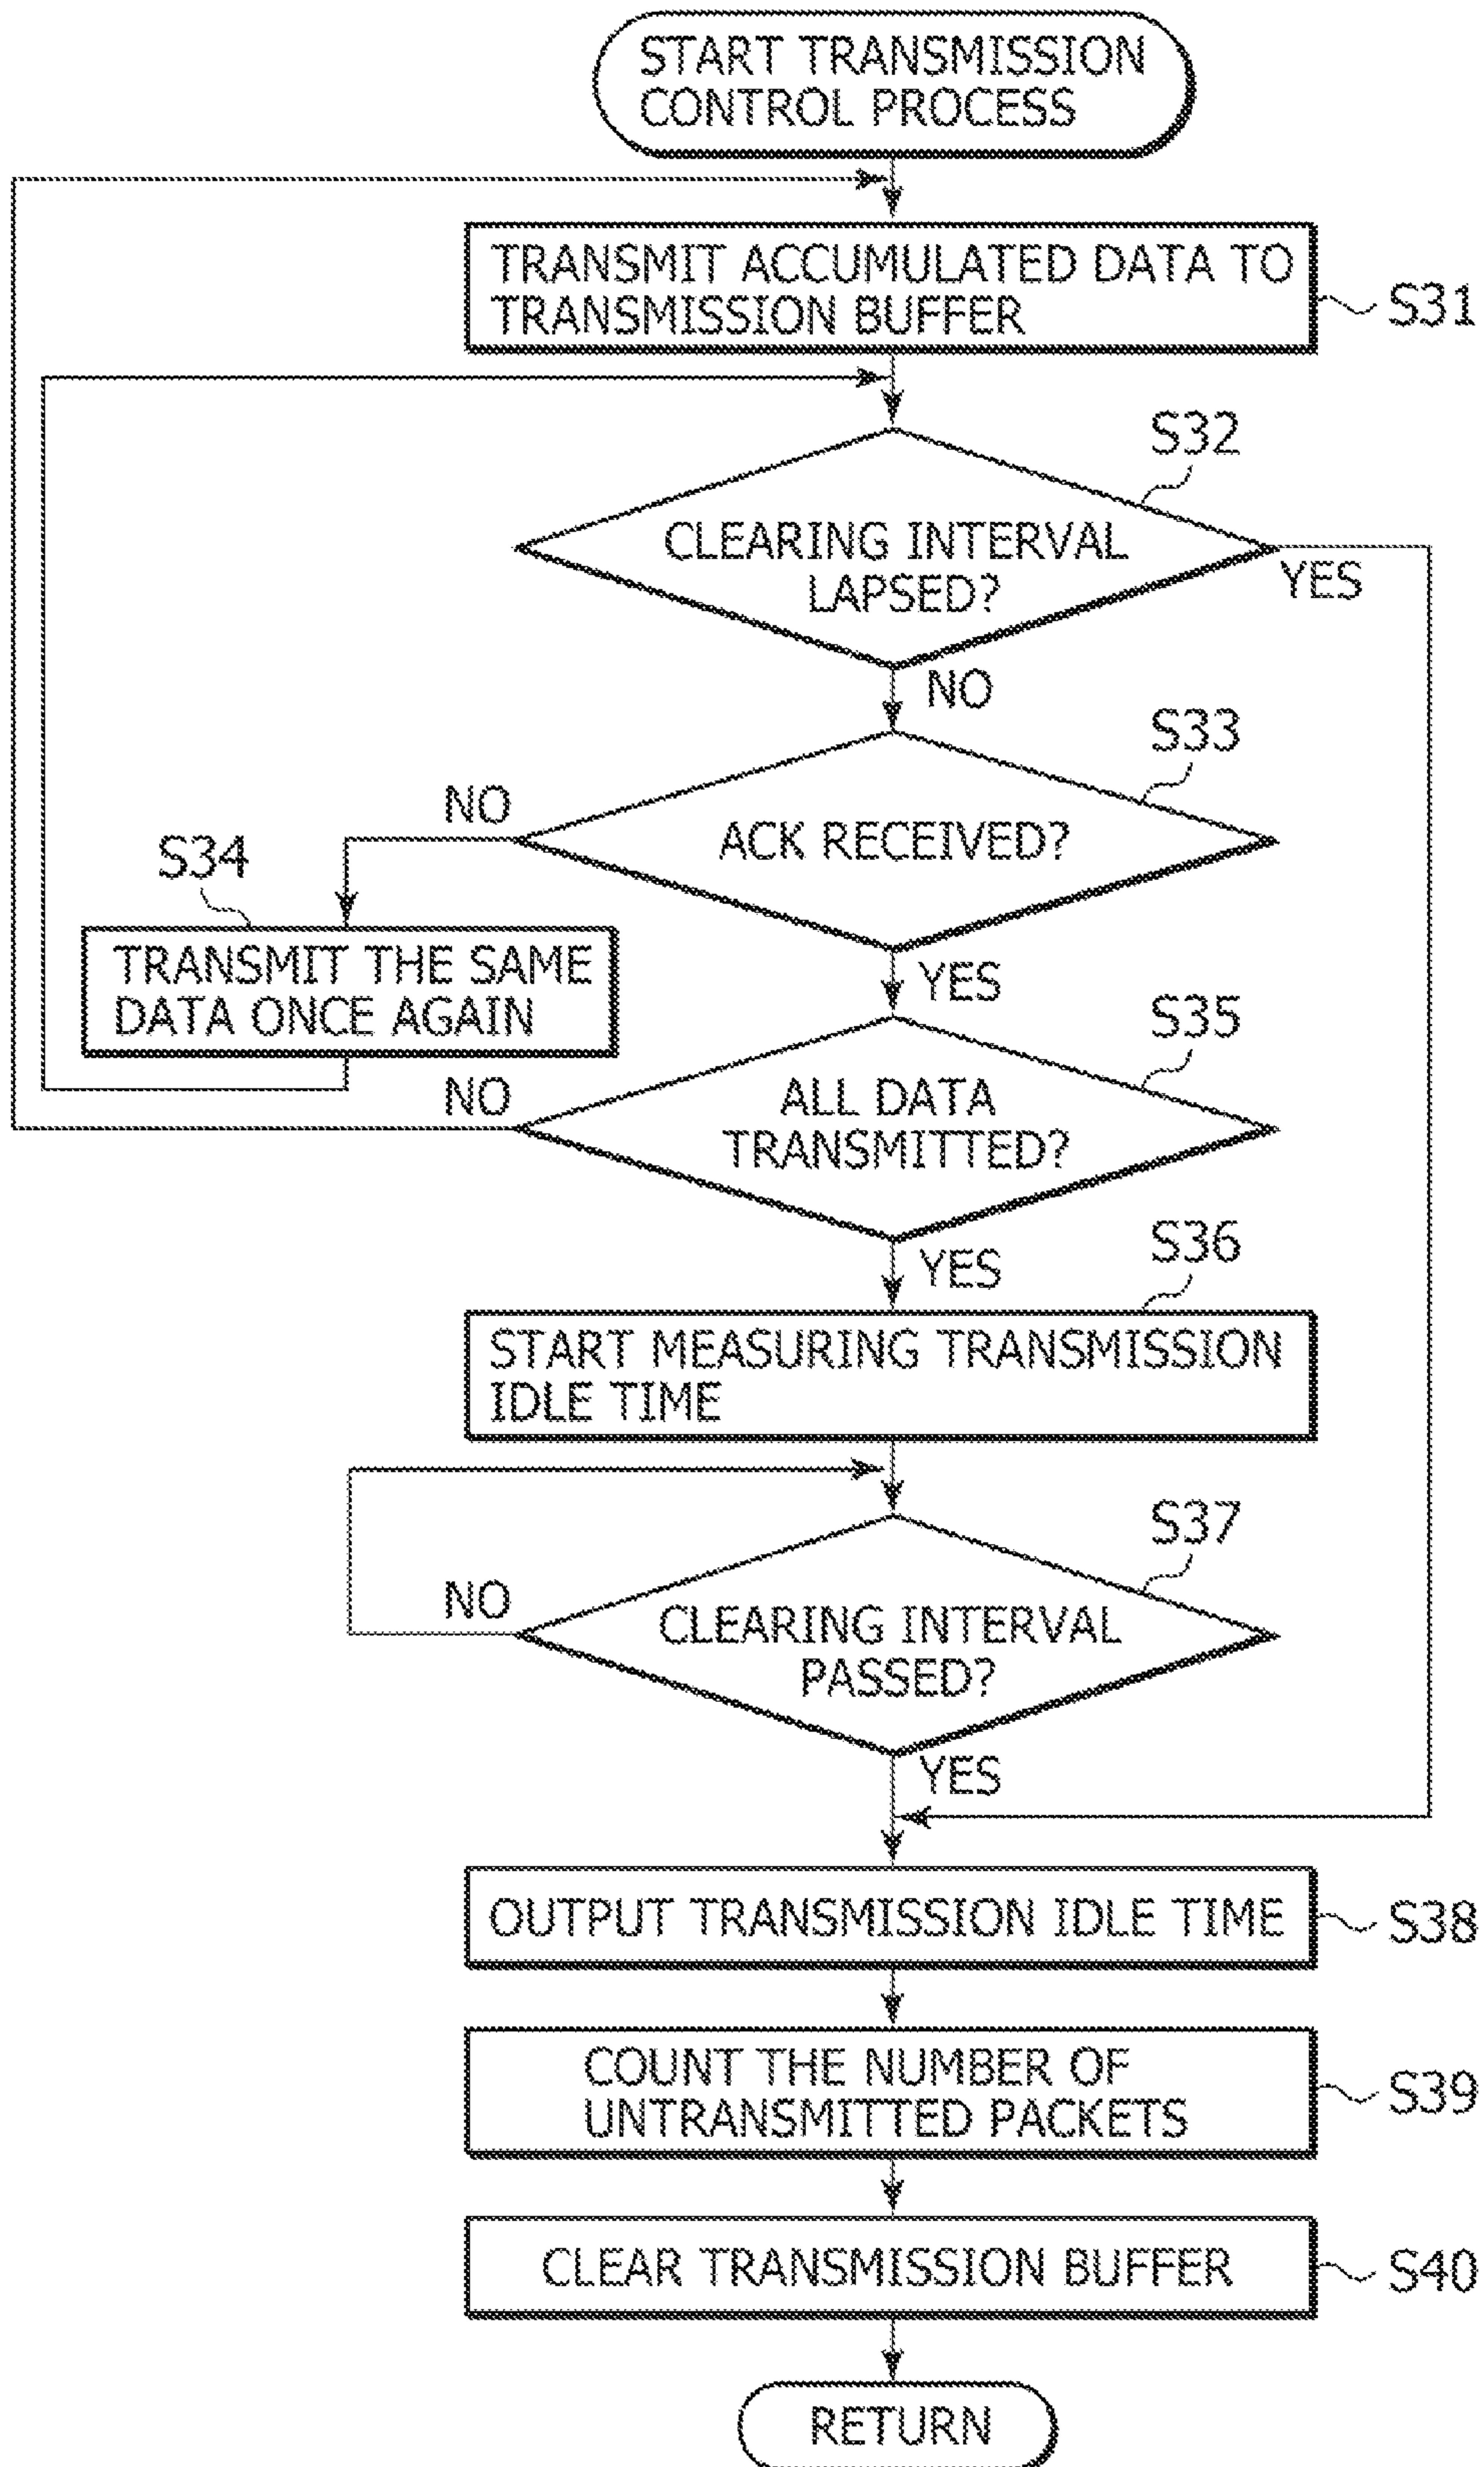 START TRANSMISSION
CONTROL PROCESS
TRANSMIT ACCUMULATED DATA TO
TRANSMISSION BUFFER
S31
S32
CLEARING INTERVAL
LAPSED?
YES
NO
S33
NO
ACK RECEIVED?
S34
TRANSMIT THE SAME
DATA ONCE AGAIN
YES
S35
NO
ALL DATA
TRANSMITTED?
S36
YES
START MEASURING TRANSMISSION
IDLE TIME
S37
NO
CLEARING INTERVAL
PASSED?
YES
OUTPUT TRANSMISSION IDLE TIME
S38
COUNT THE NUMBER OF
UNTRANSMITTED PACKETS
S39
CLEAR TRANSMISSION BUFFER
S40
RETURN